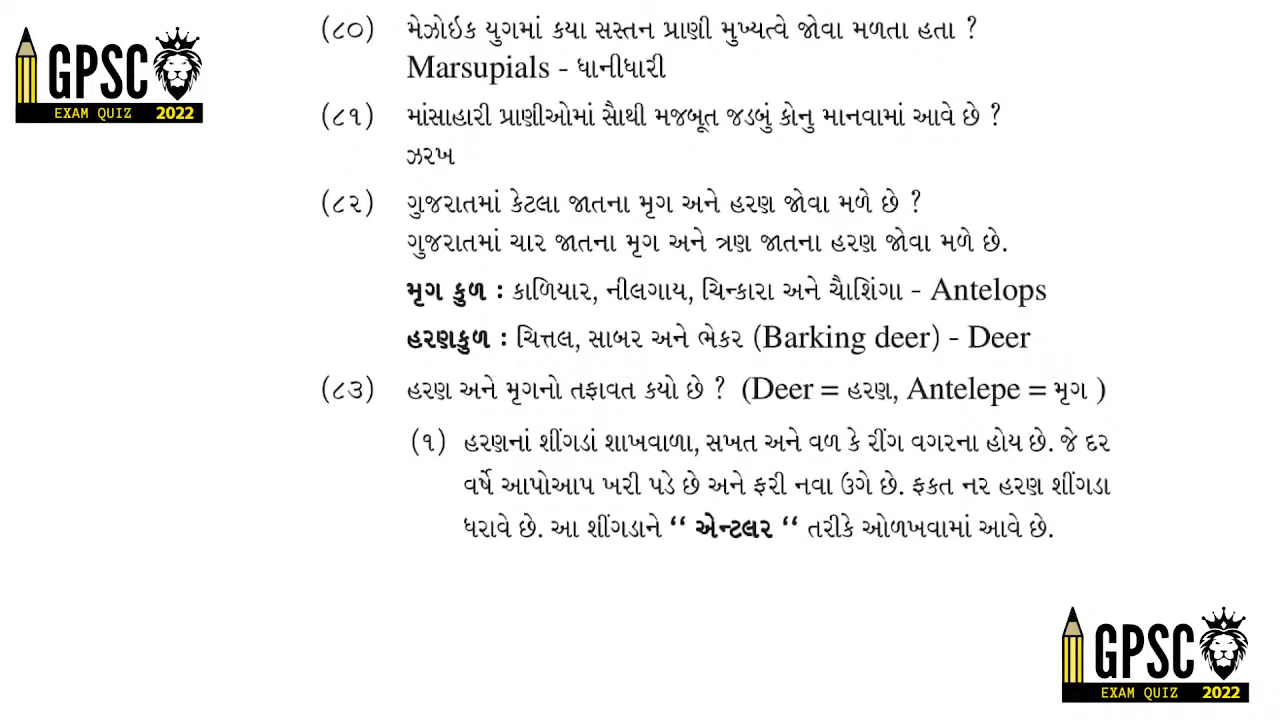 GPSC
EXAM QUIZ 2022
(૮૦) મેઝોઇક યુગમાં કયા સસ્તન પ્રાણી મુખ્યત્વે જોવા મળતા હતા ?
Marsupials - ધાનીધારી
(૮૧) માંસાહારી પ્રાણીઓમાં સૈાથી મજબૂત જડબું કોનુ માનવામાં આવે છે ?
ઝરખ
(૮૨) ગુજરાતમાં કેટલા જાતના મૃગ અને હરણ જોવા મળે છે ?
ગુજરાતમાં ચાર જાતના મૃગ અને ત્રણ જાતના હરણ જોવા મળે છે.
મૃગ કુળ : કાળિયાર, નીલગાય, ચિન્કારા અને ચૈાશિંગા - Antelops
હરણકુળ : ચિત્તલ, સાબર અને ભેકર (Barking deer) - Deer
(૮૩) હરણ અને મૃગનો તફાવત કયો છે ? (Deer = હરણ, Antelepe = મૃગ )
(૧) હરણનાં શીંગડાં શાખવાળા, સખત અને વળ કે રીંગ વગરના હોય છે. જે દર
વર્ષે આપોઆપ ખરી પડે છે અને ફરી નવા ઉગે છે. ફકત નર હરણ શીંગડા
ધરાવે છે. આ શીંગડાને “ એન્ટલર “ તરીકે ઓળખવામાં આવે છે.
GPSC
EXAM QUIZ 2022